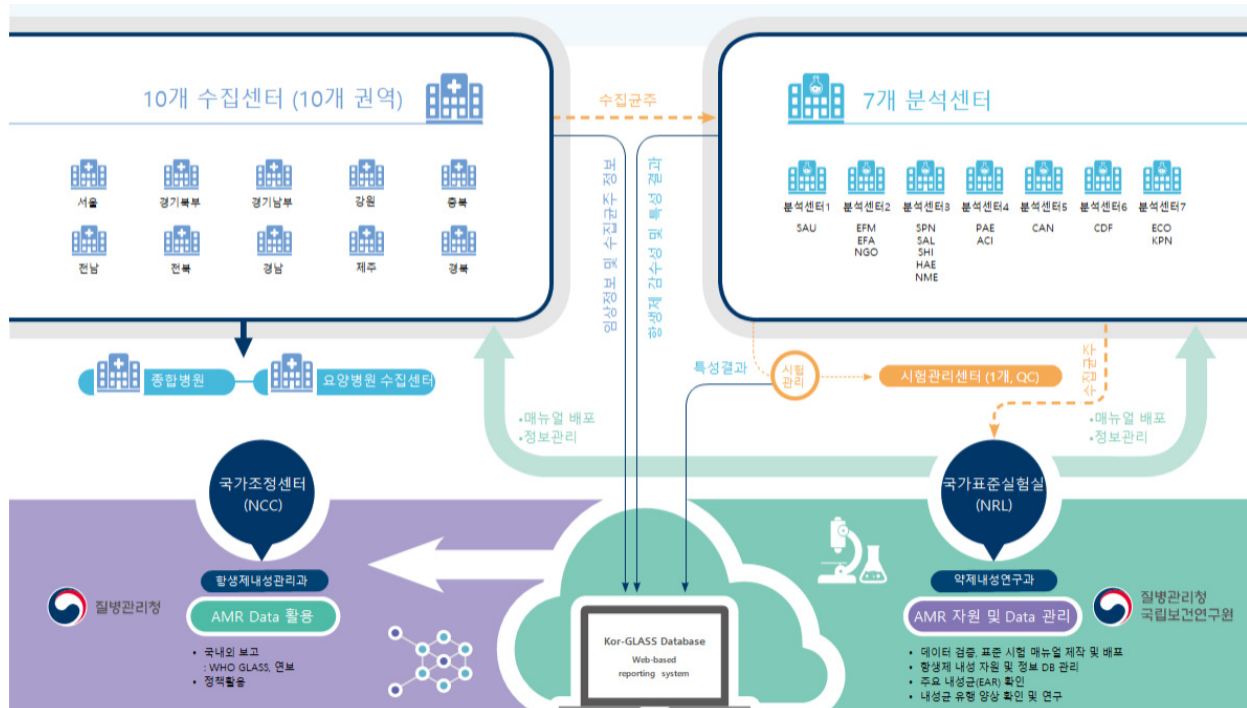 10개 수집센터 (10개 권역)
서울
경기북부
경기남부
강원
충북
전남
전북
경남
제주
경북
종합병원
요양병원 수집센터
수집균주
임상정보 및 수집균주 정보
항생제 감수성 및 특성 결과
7개 분석센터
분석센터1
SAU
분석센터2
EFM
EFA
NGO
분석센터3
SPN
SAL
SHI
HAE
NME
분석센터4
PAE
ACI
분석센터5
CAN
분석센터6
CDF
분석센터7
ECO
KPN
특성결과
시험
관리
시험관리센터 (1개, QC)
수집균주
•매뉴얼 배포
•정보관리
•매뉴얼 배포
•정보관리
국가조정센터
(NCC)
항생제내성관리과
질병관리청
AMR Data 활용
• 국내외 보고
: WHO GLASS, 연보
• 정책활용
Kor-GLASS Database
Web-based
reporting system
국가표준실험실
(NRL)
약제내성연구과
AMR 자원 및 Data 관리
질병관리청
국립보건연구원
• 데이터 검증, 표준 시험 매뉴얼 제작 및 배포
• 항생제 내성 자원 및 정보 DB 관리
• 주요 내성균(EAR) 확인
• 내성균 유행 양상 확인 및 연구